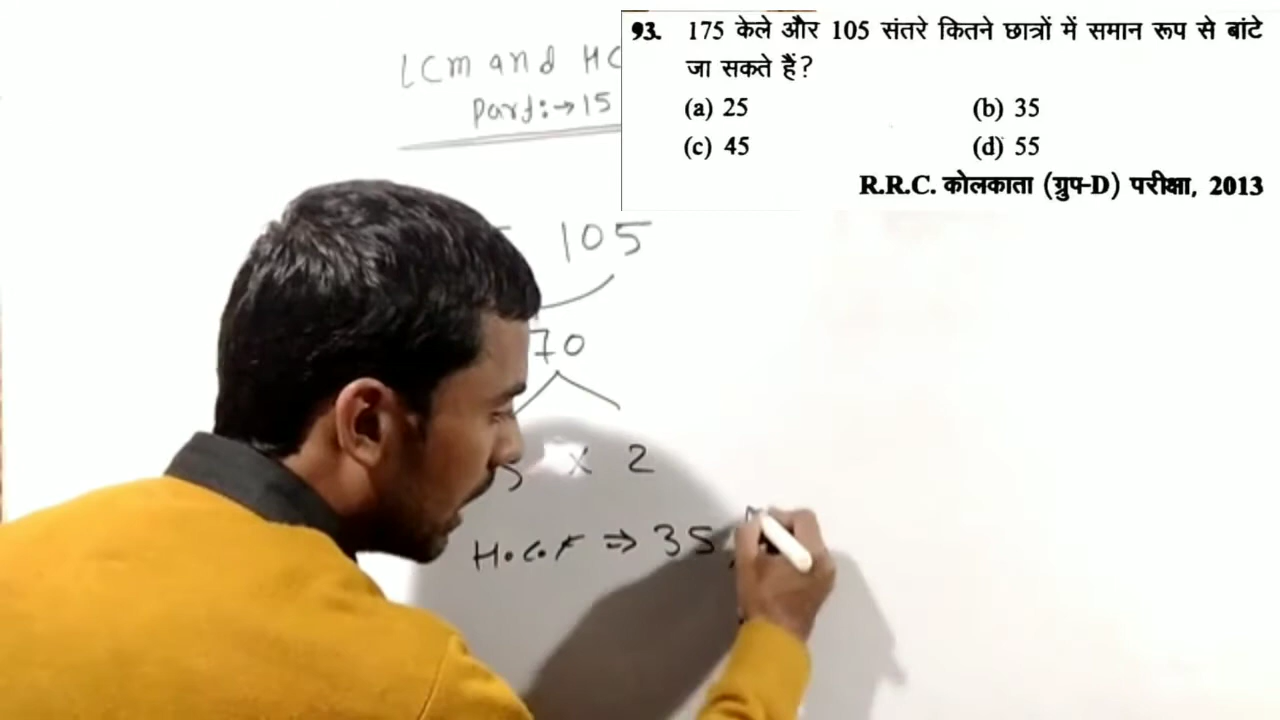 LCM and HC
Part:→15
93. 175 केले और 105 संतरे कितने छात्रों में समान रूप से बांटे
जा सकते हैं?
(a) 25 (b) 35
(c) 45 (d) 55
R.R.C. कोलकाता (ग्रुप-D) परीक्षा, 2013
105
70
x 2
H.C.F ⇒ 35